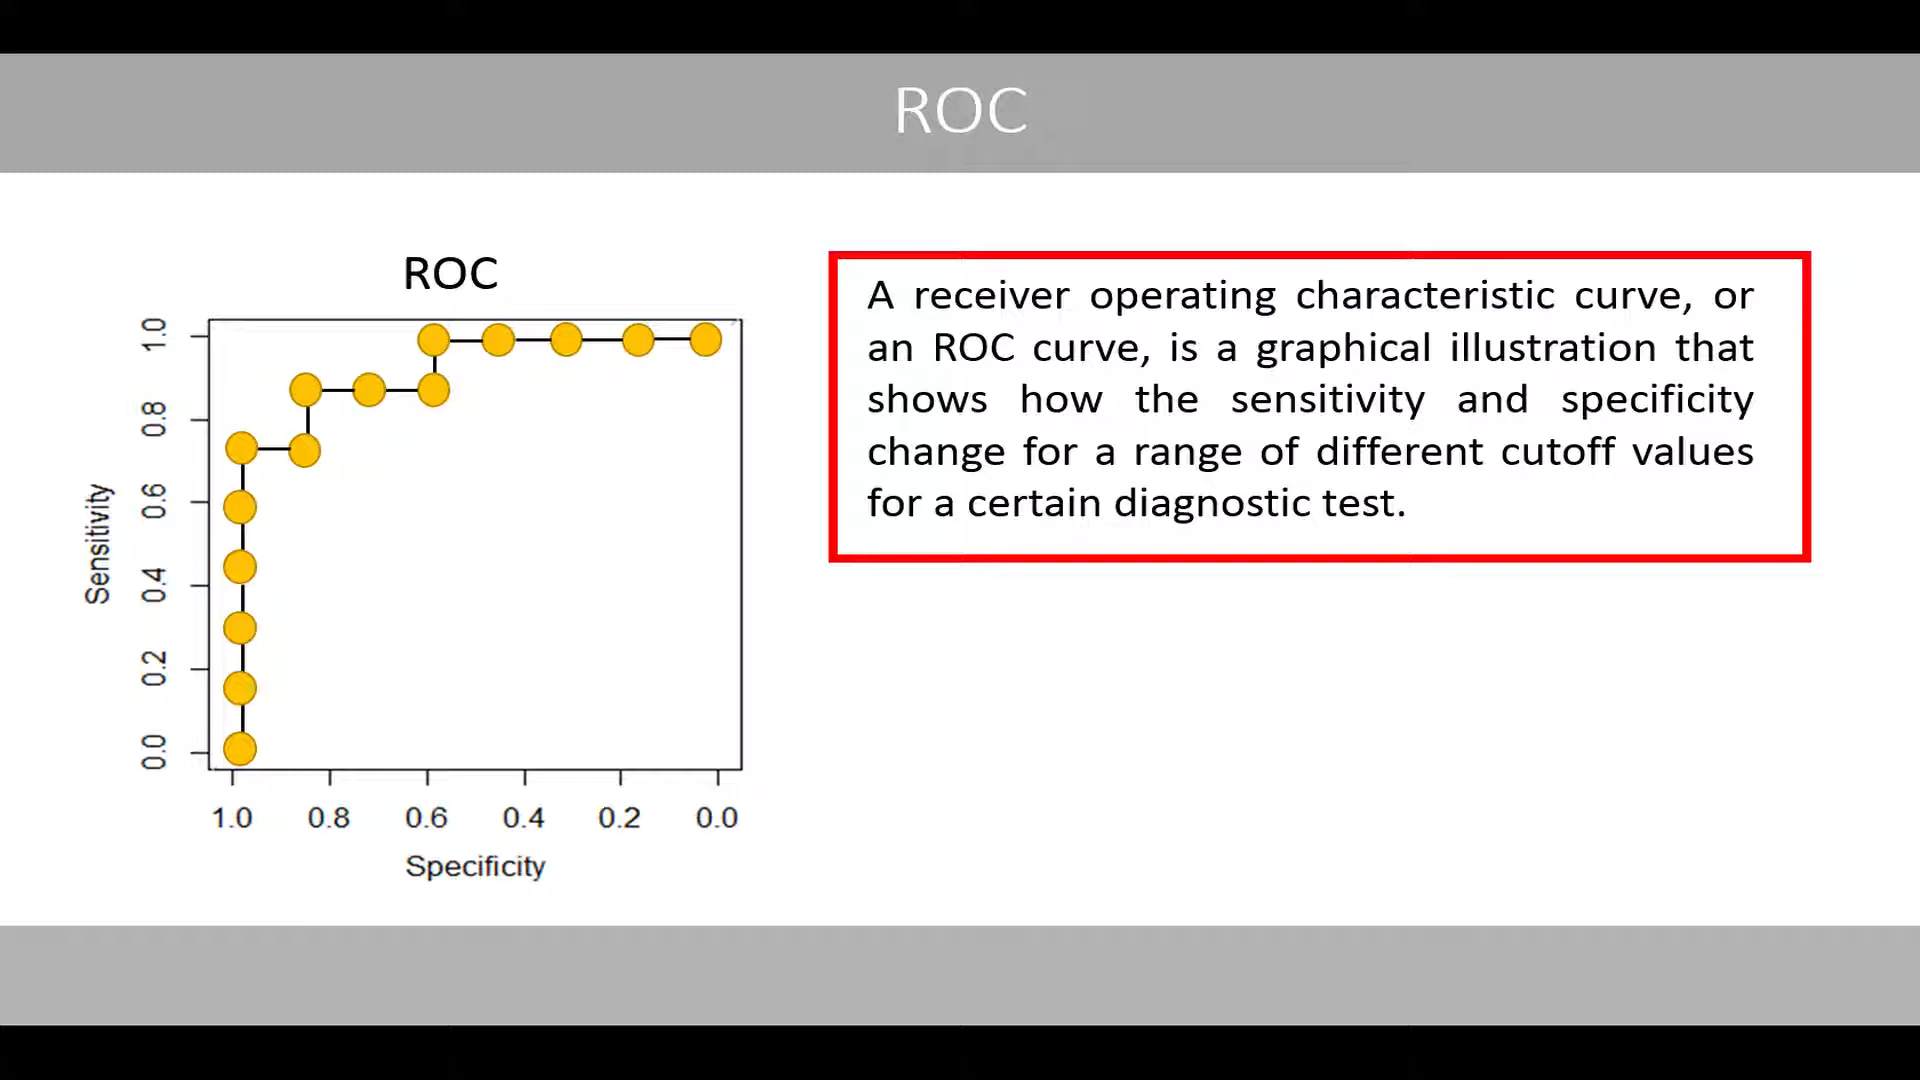 ROC
ROC
A receiver operating characteristic curve, or
an ROC curve, is a graphical illustration that
shows how the sensitivity and specificity
change for a range of different cutoff values
for a certain diagnostic test.
Sensitivity
1.0
0.8
0.6
0.4
0.2
0.0
1.0 0.8 0.6 0.4 0.2 0.0
Specificity